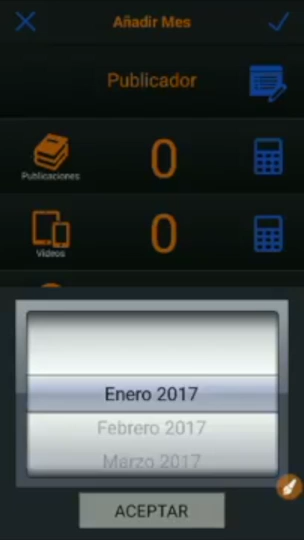 Añadir Mes
Publicador
Publicaciones
0
Videos
0
Enero 2017
Febrero 2017
Marzo 2017
ACEPTAR